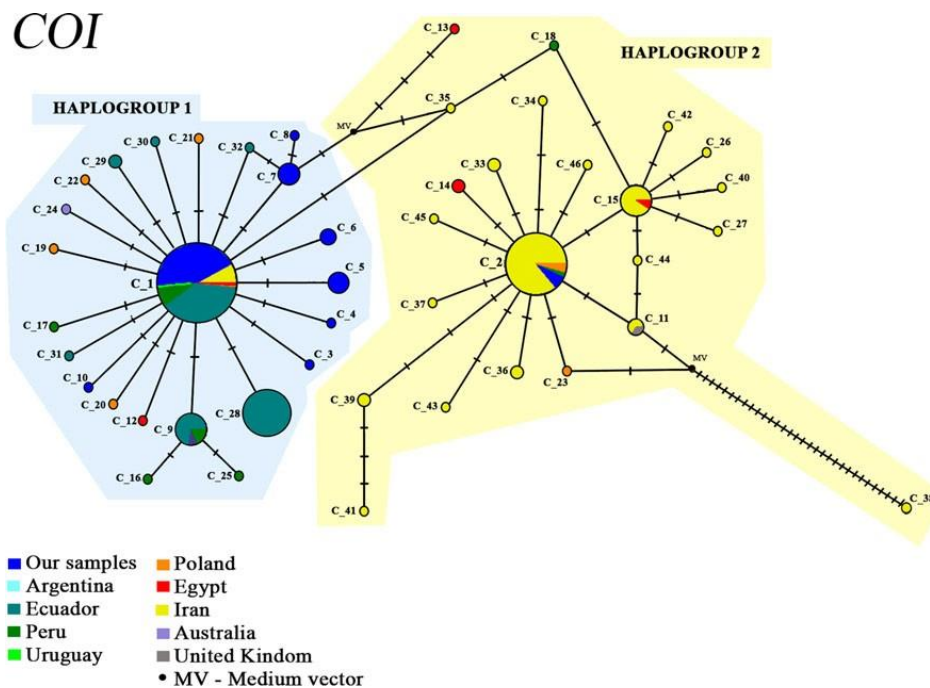 COI
C_13
C_18
HAPLOGROUP 2
HAPLOGROUP 1
C_35
C_34
C_42
MV
C_8
C_21
C_30
C_32
C_26
C_29
C_33
C_46
C_7
C_22
C_40
C_14
C_15
C_24
C_45
C_27
C_6
C_19
C_2
C_44
C_5
C_1
C_37
C_11
C_17
C_4
C_31
C_3
MV
C_10
C_36
C_23
C_20
C_39
C_43
C_12
C_28
C_9
C_16
C_25
C_41
Our samples
Argentina
Ecuador
Peru
Uruguay
Poland
Egypt
Iran
Australia
United Kindom
MV - Medium vector